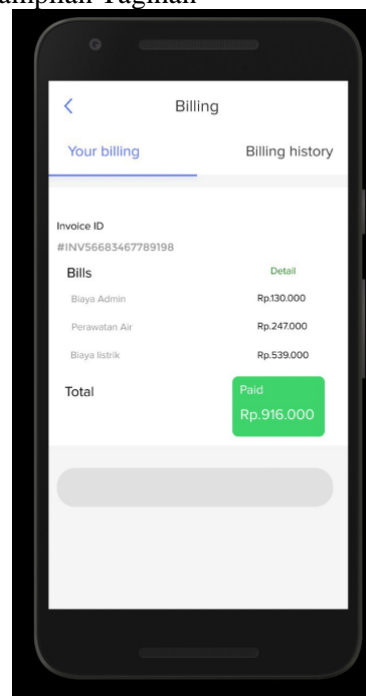 Billing
Your billing Billing history
Invoice ID
#INV56683467789198
Bills Detail
Biaya Admin Rp.130.000
Perawatan Air Rp.247.000
Biaya listrik Rp.539.000
Total Paid
Rp.916.000